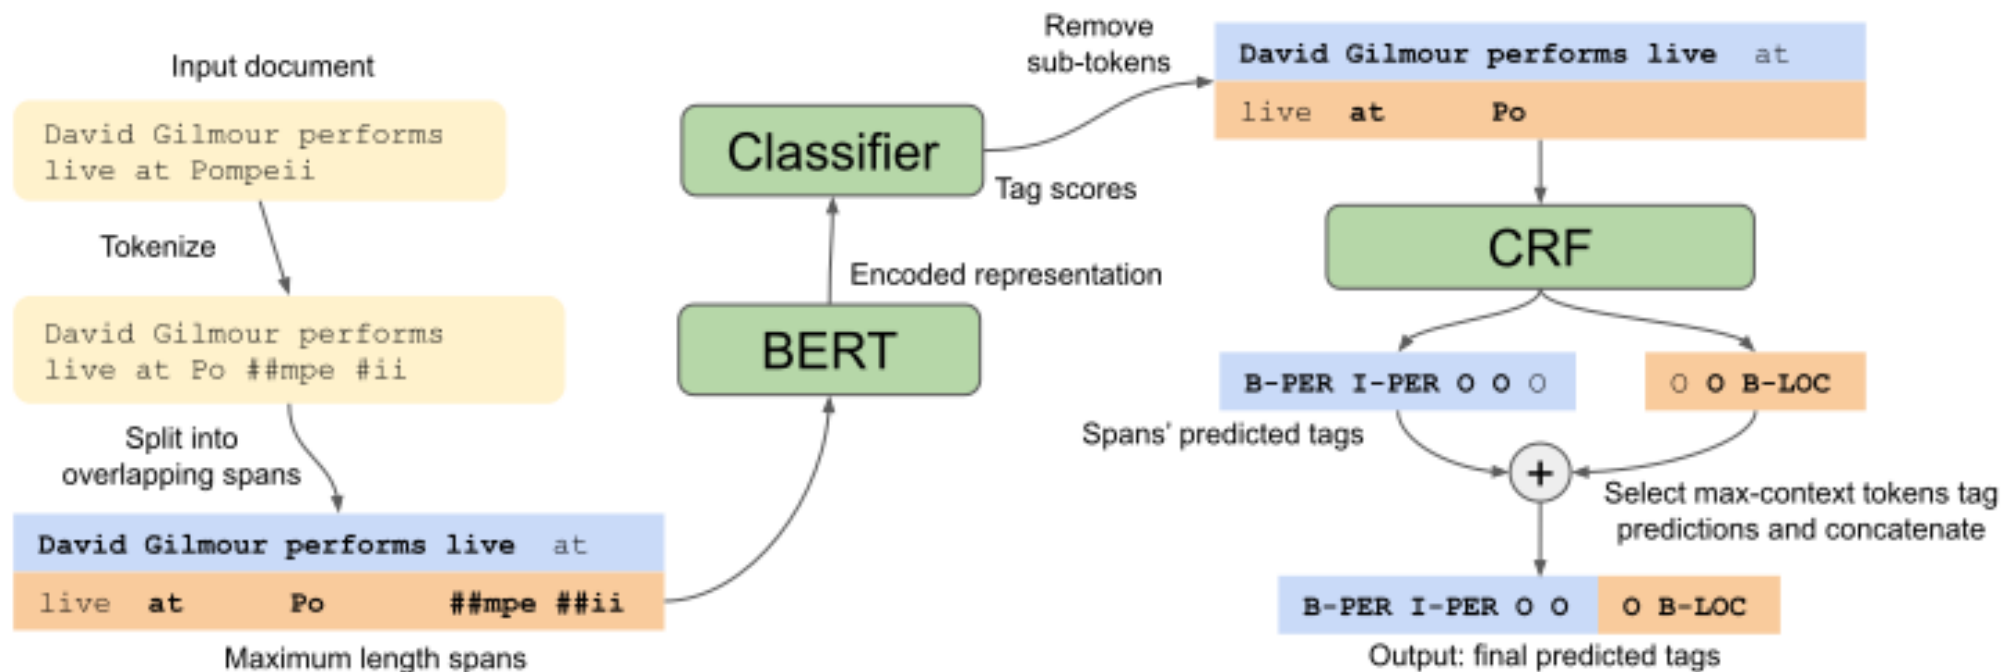 Input document
David Gilmour performs
live at Pompeii
Tokenize
David Gilmour performs
live at Po ##mpe #ii
Split into
overlapping spans
David Gilmour performs live at
live at Po ##mpe ##ii
Maximum length spans
BERT
Encoded representation
Classifier
Tag scores
Remove
sub-tokens
David Gilmour performs live at
live at Po
CRF
B-PER I-PER O O O
O O B-LOC
Spans' predicted tags
+
Select max-context tokens tag
predictions and concatenate
B-PER I-PER O O O B-LOC
Output: final predicted tags